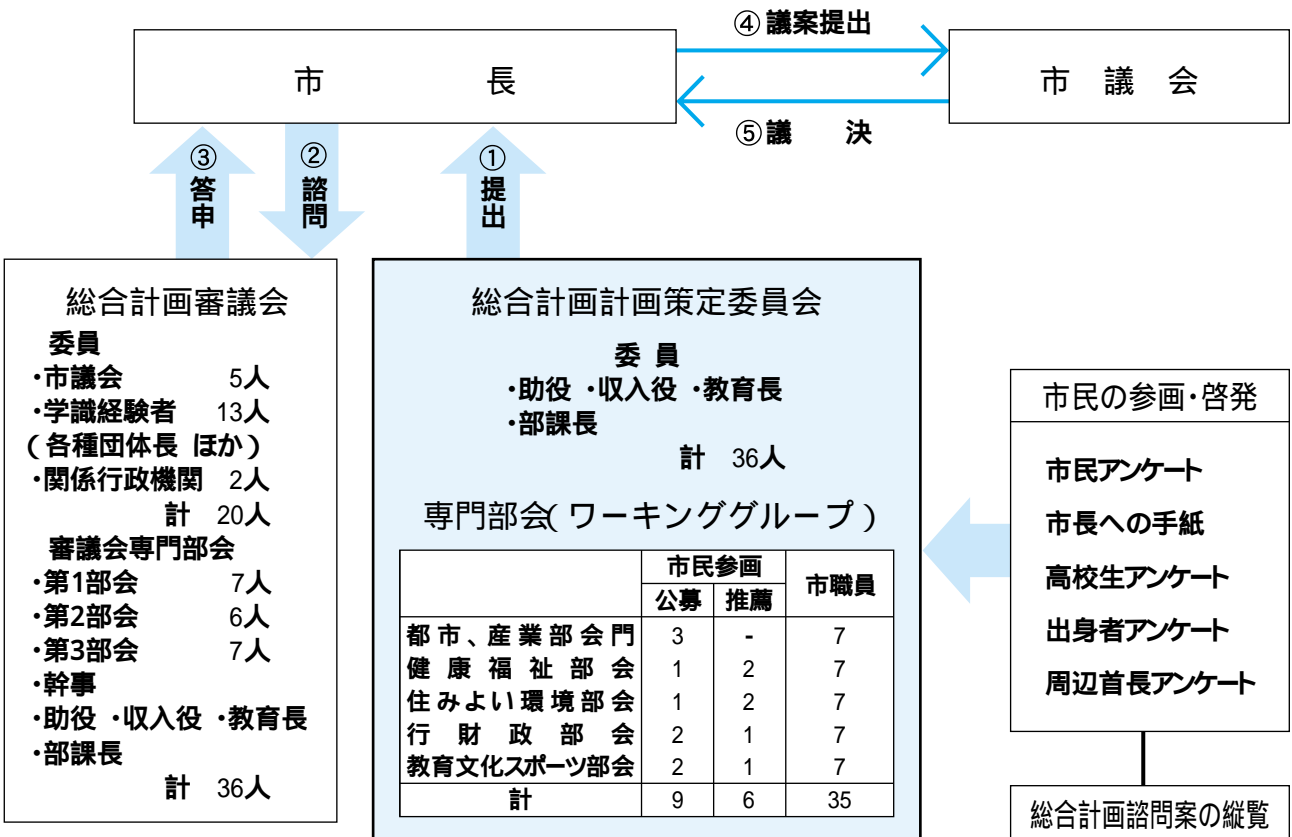 ④議案提出
市長
市議会
⑤議決
③答申
②諮問
①提出
総合計画審議会
委員
・市議会 5人
・学識経験者 13人
(各種団体長 ほか)
・関係行政機関 2人
計 20人
審議会専門部会
・第1部会 7人
・第2部会 6人
・第3部会 7人
・幹事
・助役 ・収入役 ・教育長
・部課長
計 36人
総合計画計画策定委員会
委員
・助役 ・収入役 ・教育長
・部課長
計 36人
専門部会(ワーキンググループ)
市民参画 市職員
公募 推薦
都市、産業部会門 3 - 7
健康福祉部会 1 2 7
住みよい環境部会 1 2 7
行財政部会 2 1 7
教育文化スポーツ部会 2 1 7
計 9 6 35
市民の参画・啓発
市民アンケート
市長への手紙
高校生アンケート
出身者アンケート
周辺首長アンケート
総合計画諮問案の縦覧